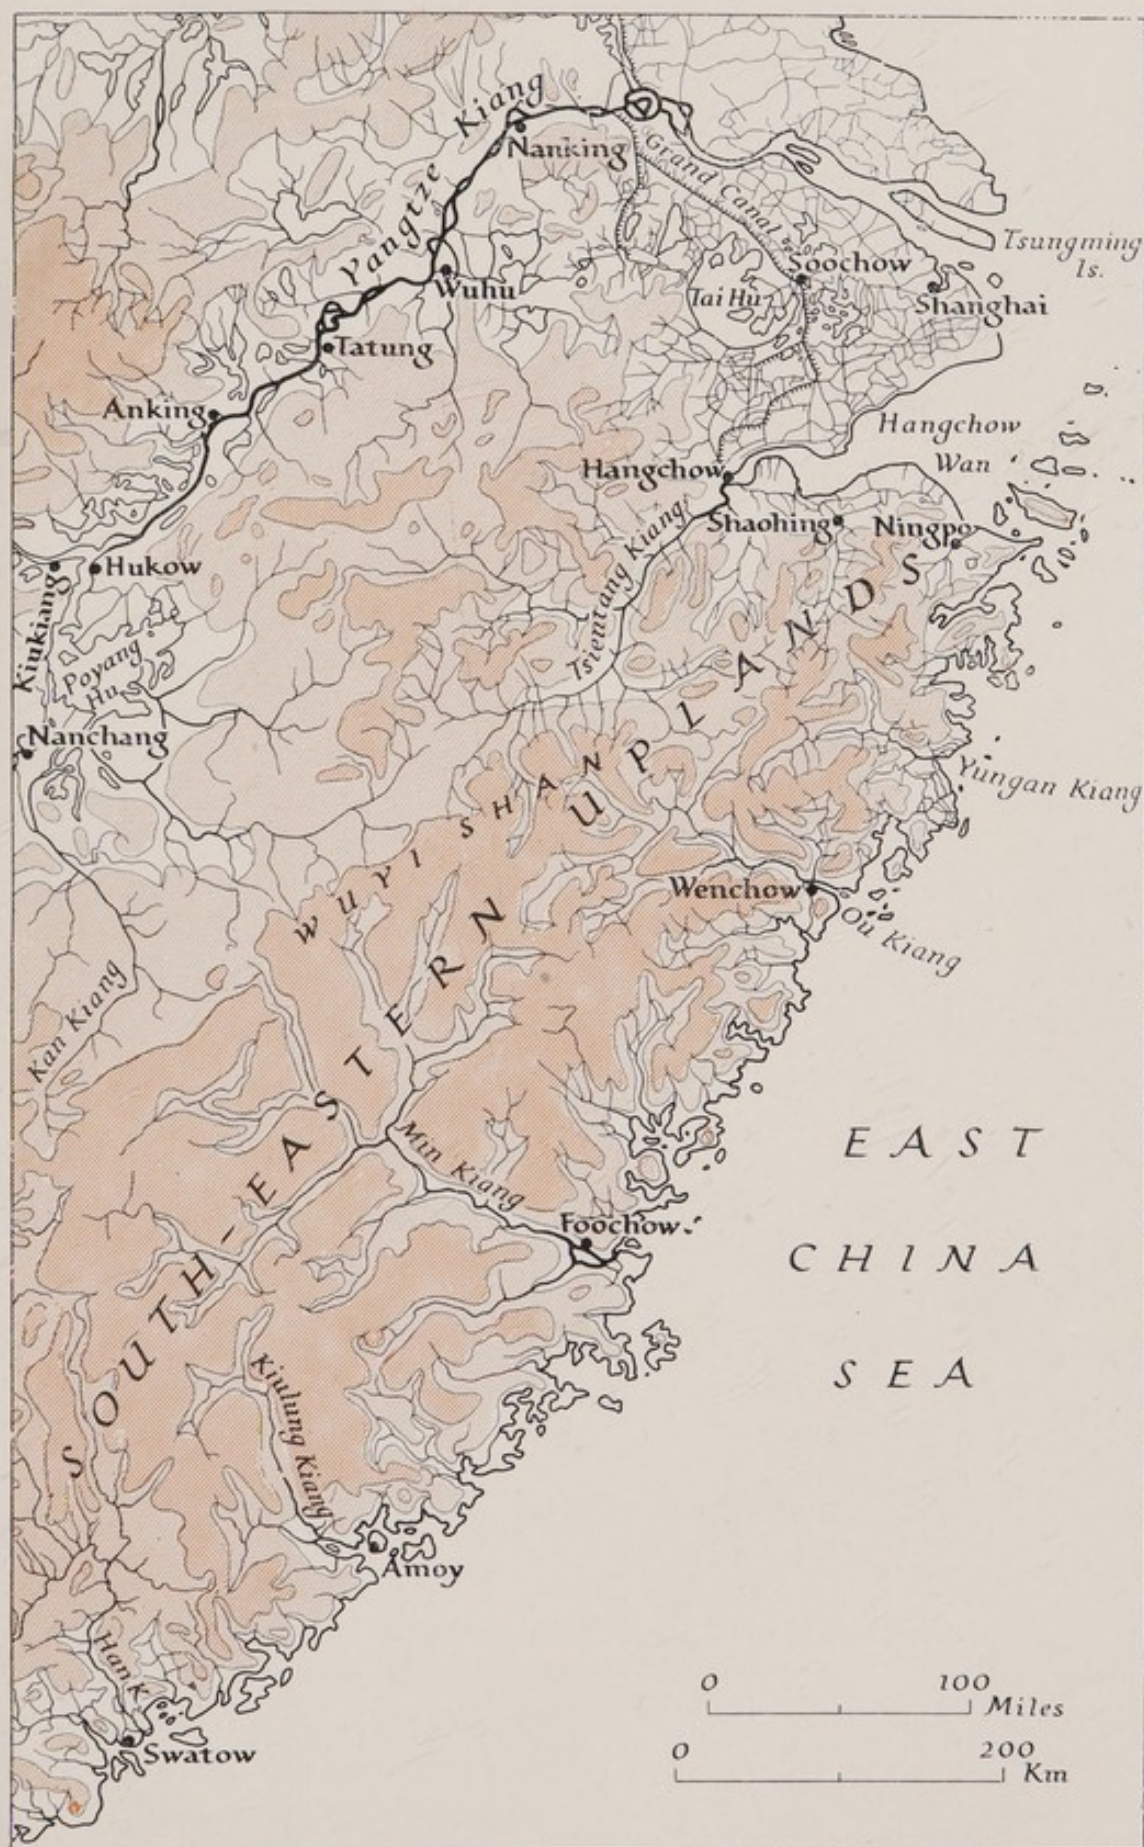 Yangtze Kiang
Nanking
Grand Canal
Tsungming
Is.
Soochow
Wuhu
Tai Hu
Shanghai
Tatung
Anking
Hangchow
Wan
Hangchow
Shaohing
Ningpo
Tsientang Kiang
Hukow
Kiukiang
Poyang
Hu
Nanchang
SOUTH-EASTERN UPLANDS
WUYI SHAN
Yungan Kiang
Wenchow
Ou Kiang
Kan Kiang
Min Kiang
EAST
CHINA
SEA
Foochow
Kiulung Kiang
Amoy
Han K.
Swatow
0 100
Miles
0 200
Km